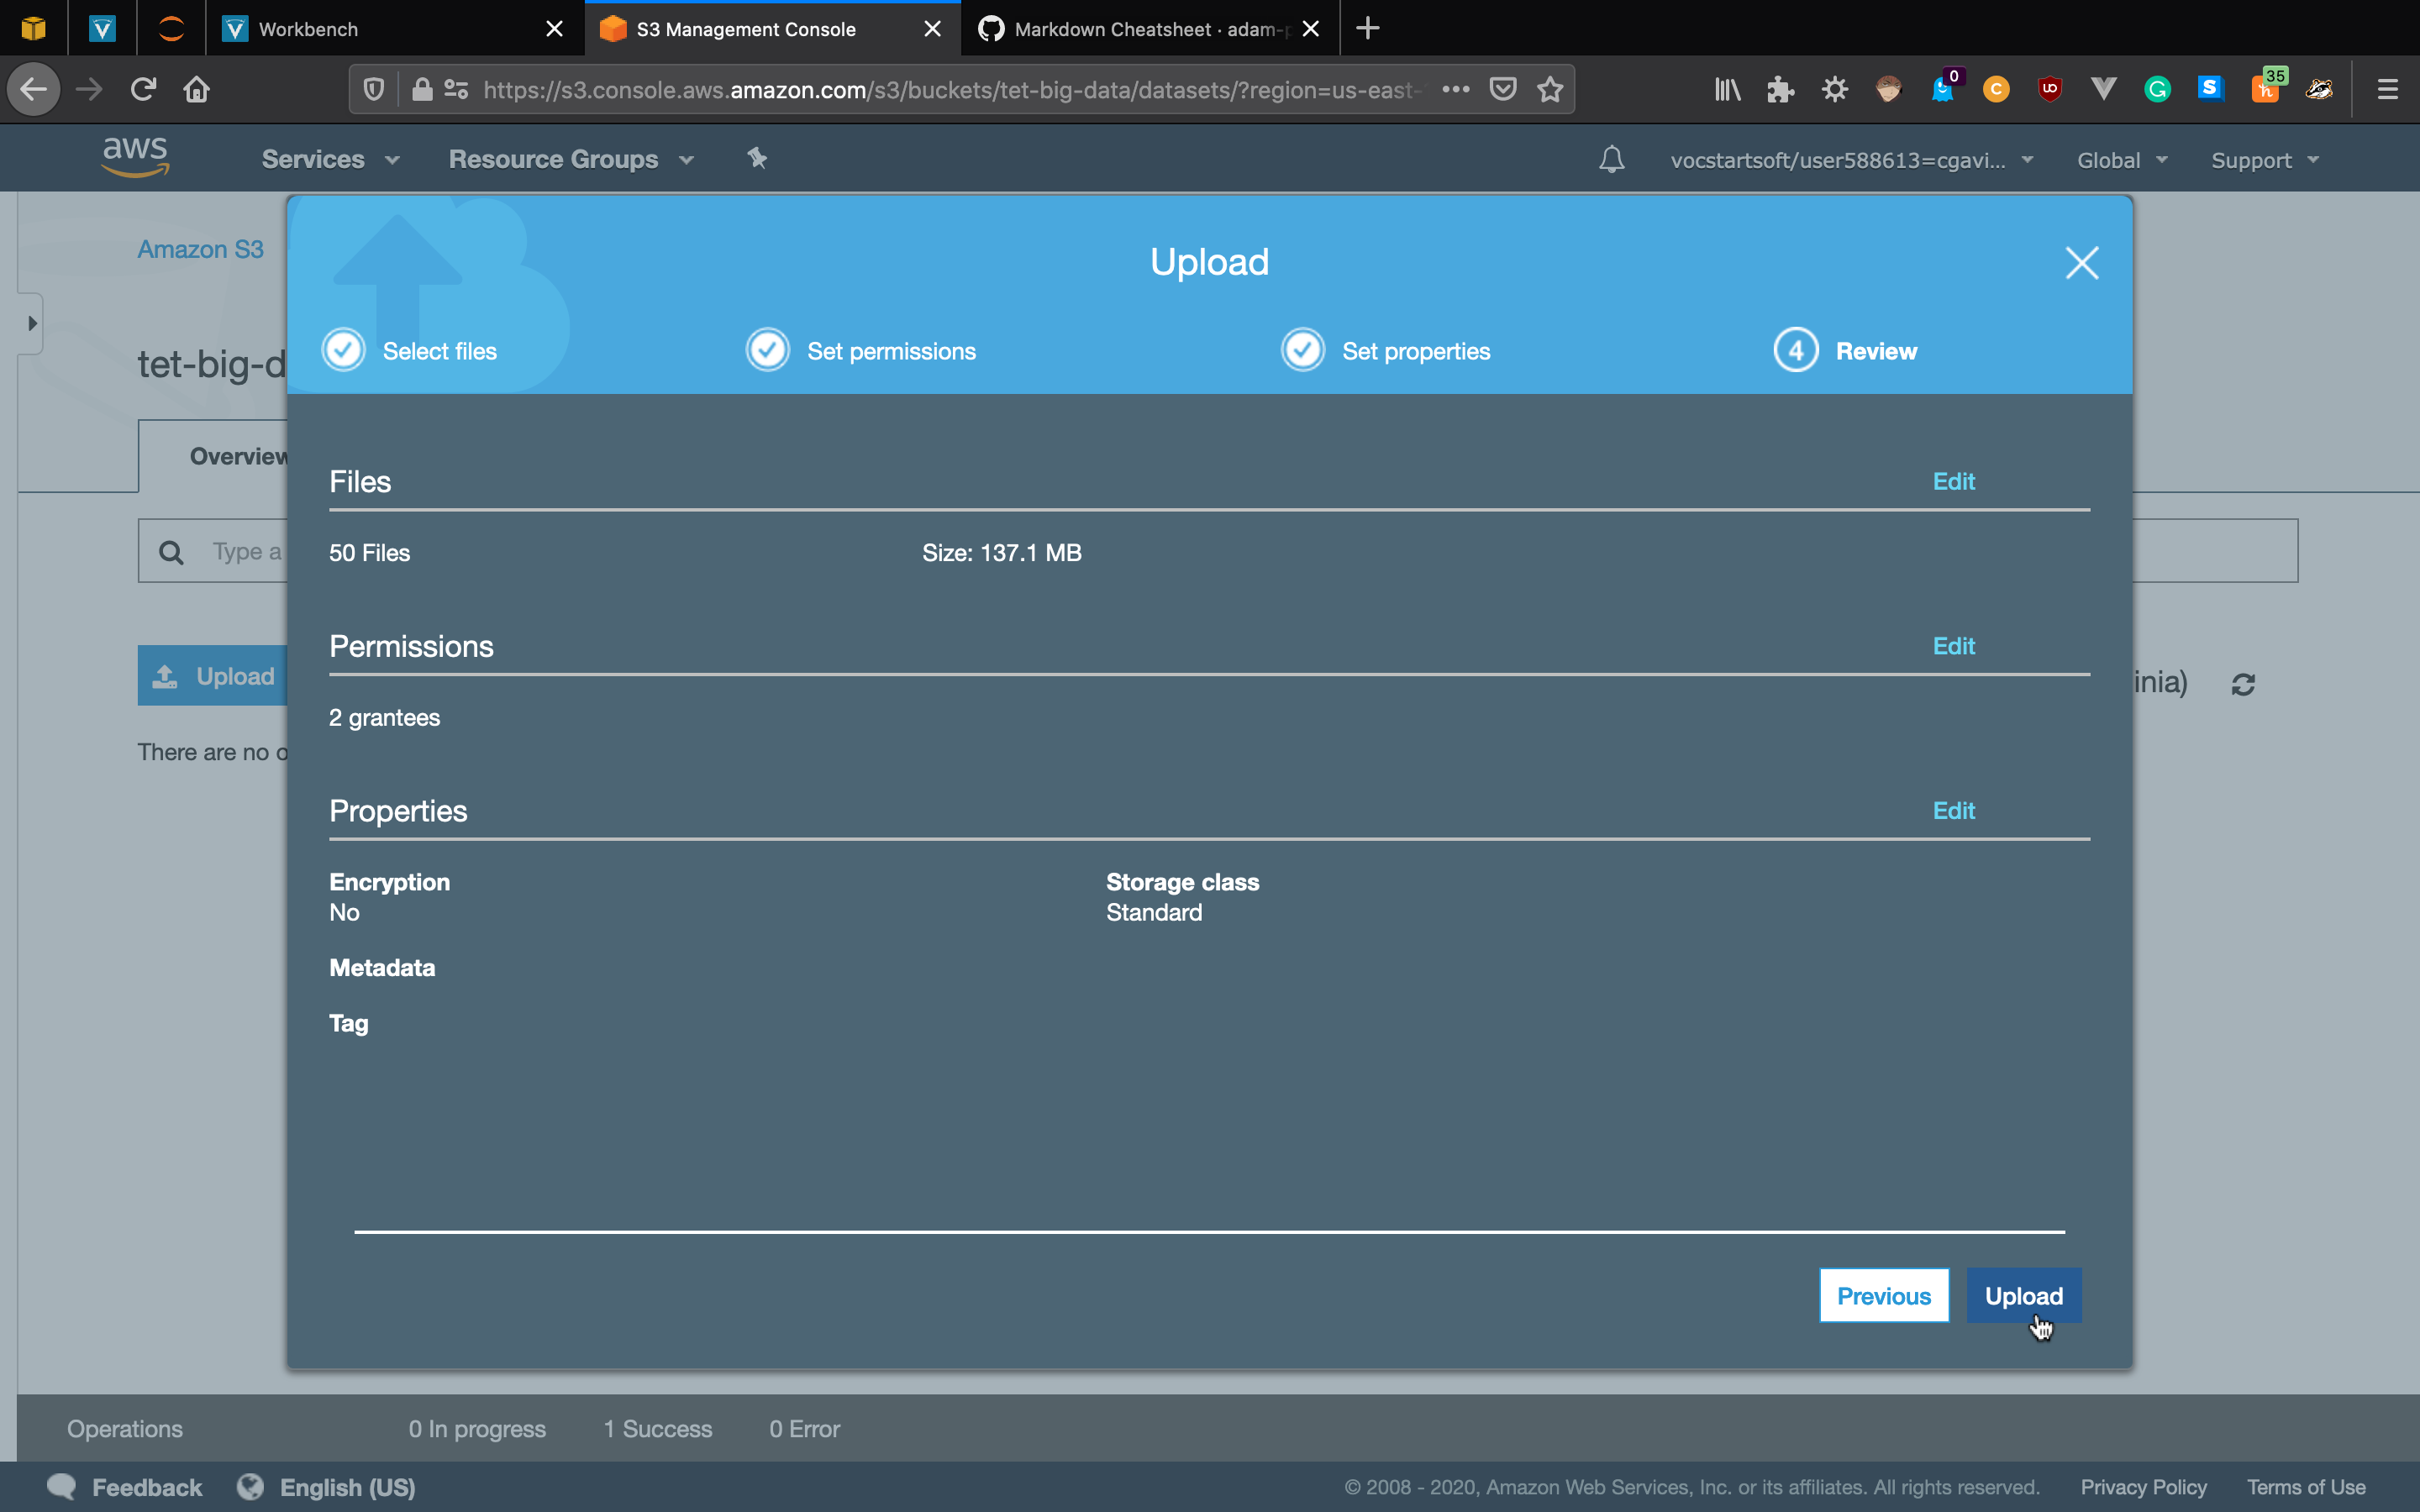 Workbench
S3 Management Console
Markdown Cheatsheet · adam-p
https://s3.console.aws.amazon.com/s3/buckets/tet-big-data/datasets/?region=us-east-
0
C
UD
G
S
35
h
aws
Services
Resource Groups
vocstartsoft/user588613=cgavi...
Global
Support
Amazon S3
Upload
Select files
Set permissions
Set properties
4 Review
tet-big-d
Overview
Files
Edit
Type a
50 Files
Size: 137.1 MB
Permissions
Edit
Upload
inia)
2 grantees
There are no o
Properties
Edit
Encryption
Storage class
No
Standard
Metadata
Tag
Previous
Upload
Operations
0 In progress
1 Success
0 Error
Feedback
English (US)
© 2008 - 2020, Amazon Web Services, Inc. or its affiliates. All rights reserved.
Privacy Policy
Terms of Use